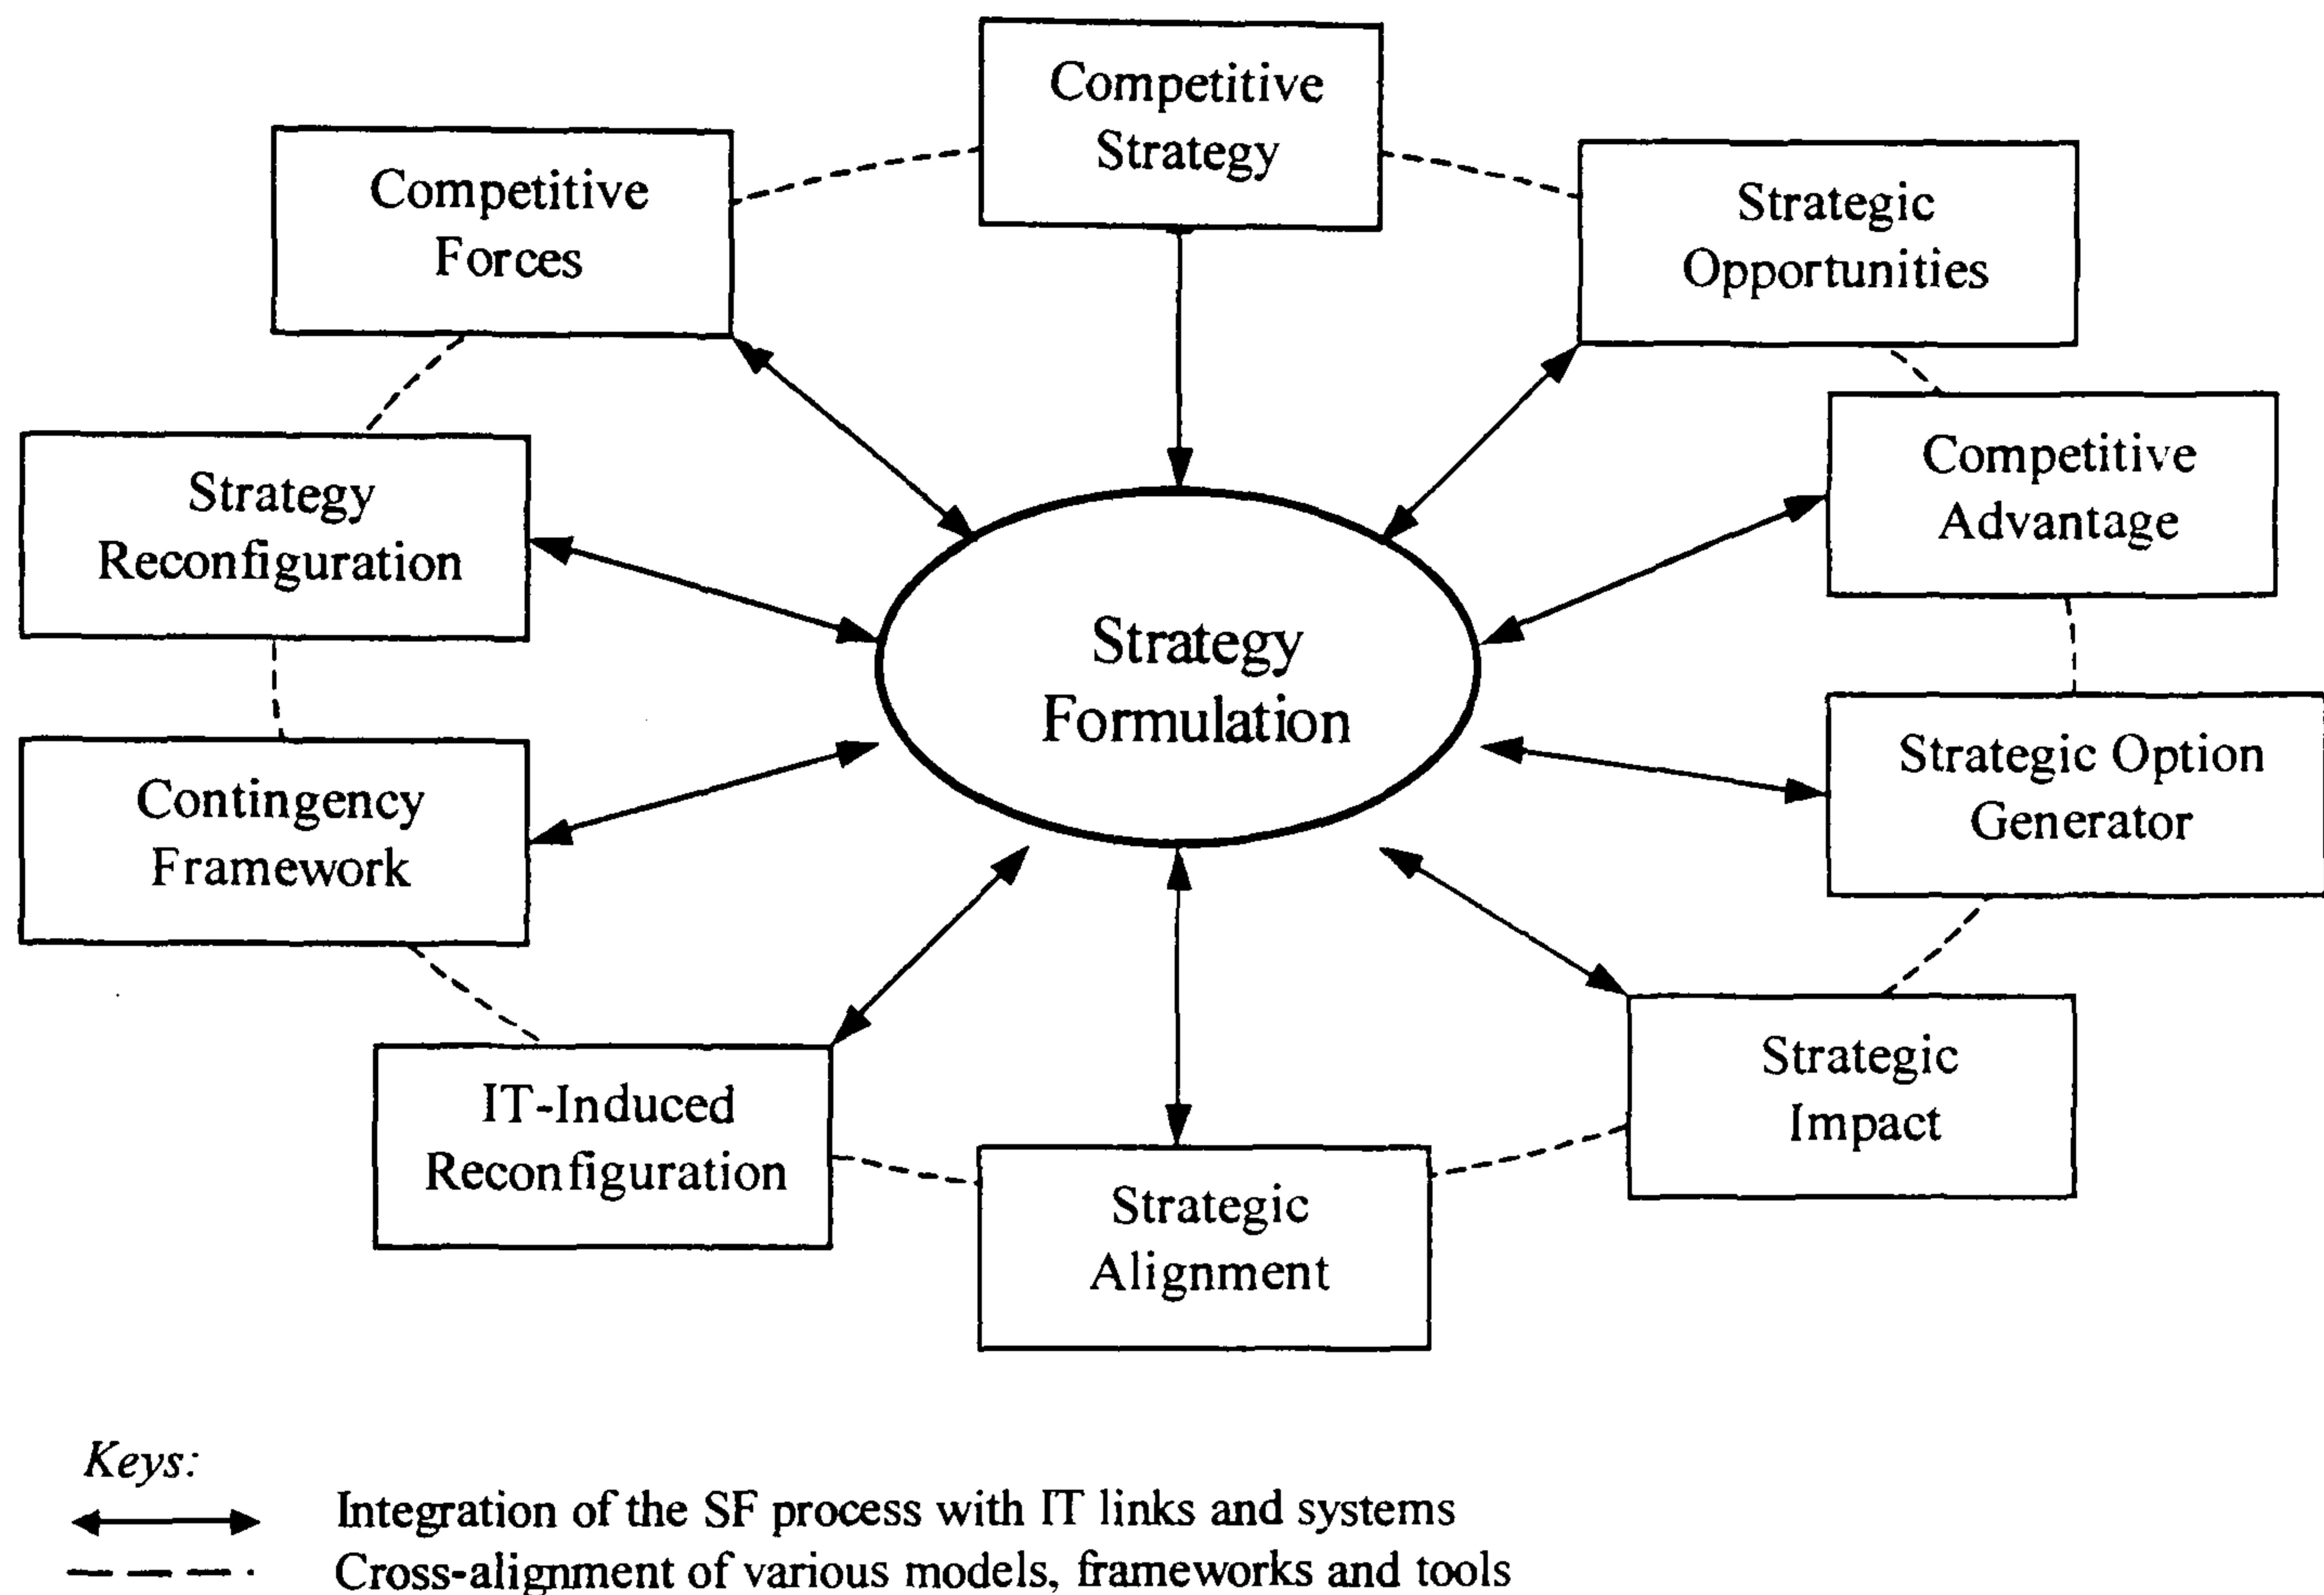 Competitive
Strategy
Competitive
Forces
Strategic
Opportunities
Strategy
Reconfiguration
Competitive
Advantage
Strategy
Formulation
Contingency
Framework
Strategic Option
Generator
IT-Induced
Reconfiguration
Strategic
Alignment
Strategic
Impact
Keys:
Integration of the SF process with IT links and systems
Cross-alignment of various models, frameworks and tools